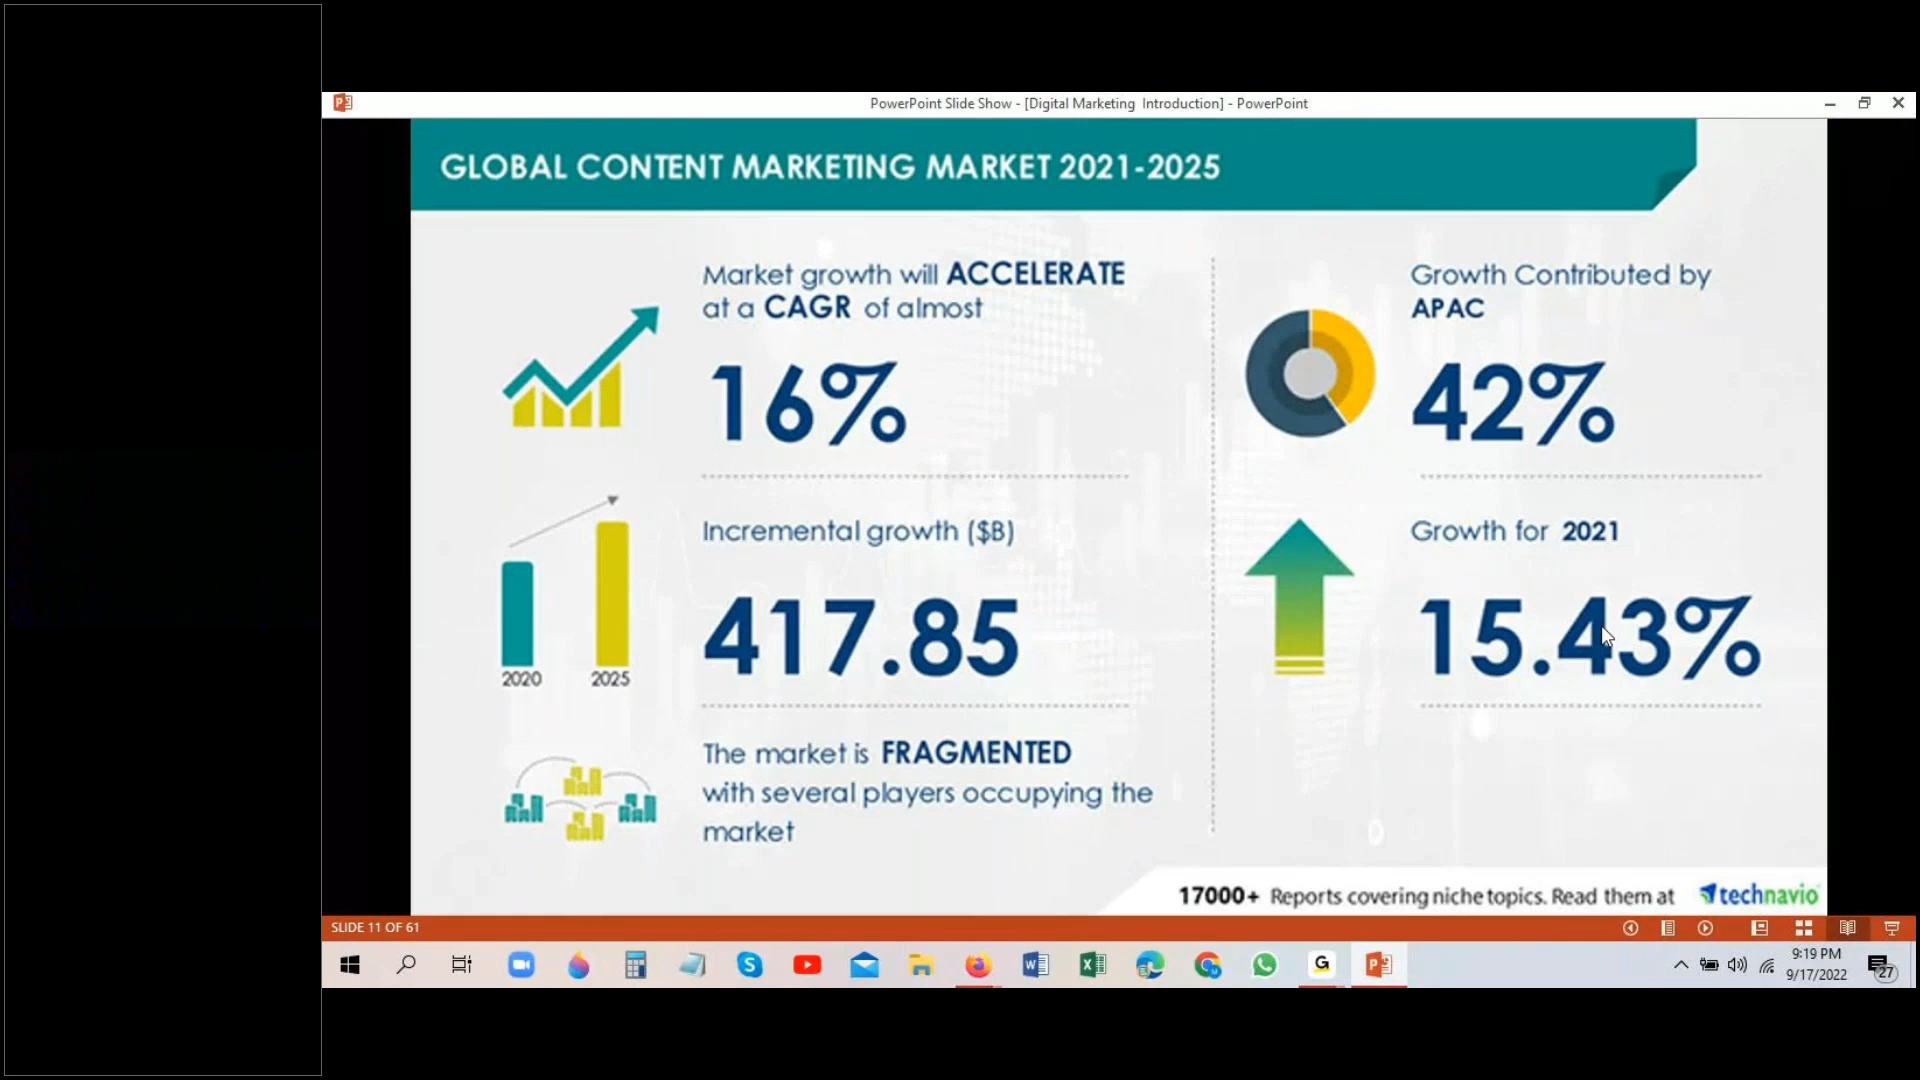 PowerPoint Slide Show - [Digital Marketing  Introduction] - PowerPoint
GLOBAL CONTENT MARKETING MARKET 2021-2025
Market growth will ACCELERATE
at a CAGR of almost
16%
Incremental growth ($B)
417.85
2020 2025
The market is FRAGMENTED
with several players occupying the
market
Growth Contributed by
APAC
42%
Growth for 2021
15.43%
17000+ Reports covering niche topics. Read them at technavio
SLIDE 11 OF 61
9:19 PM
9/17/2022
27